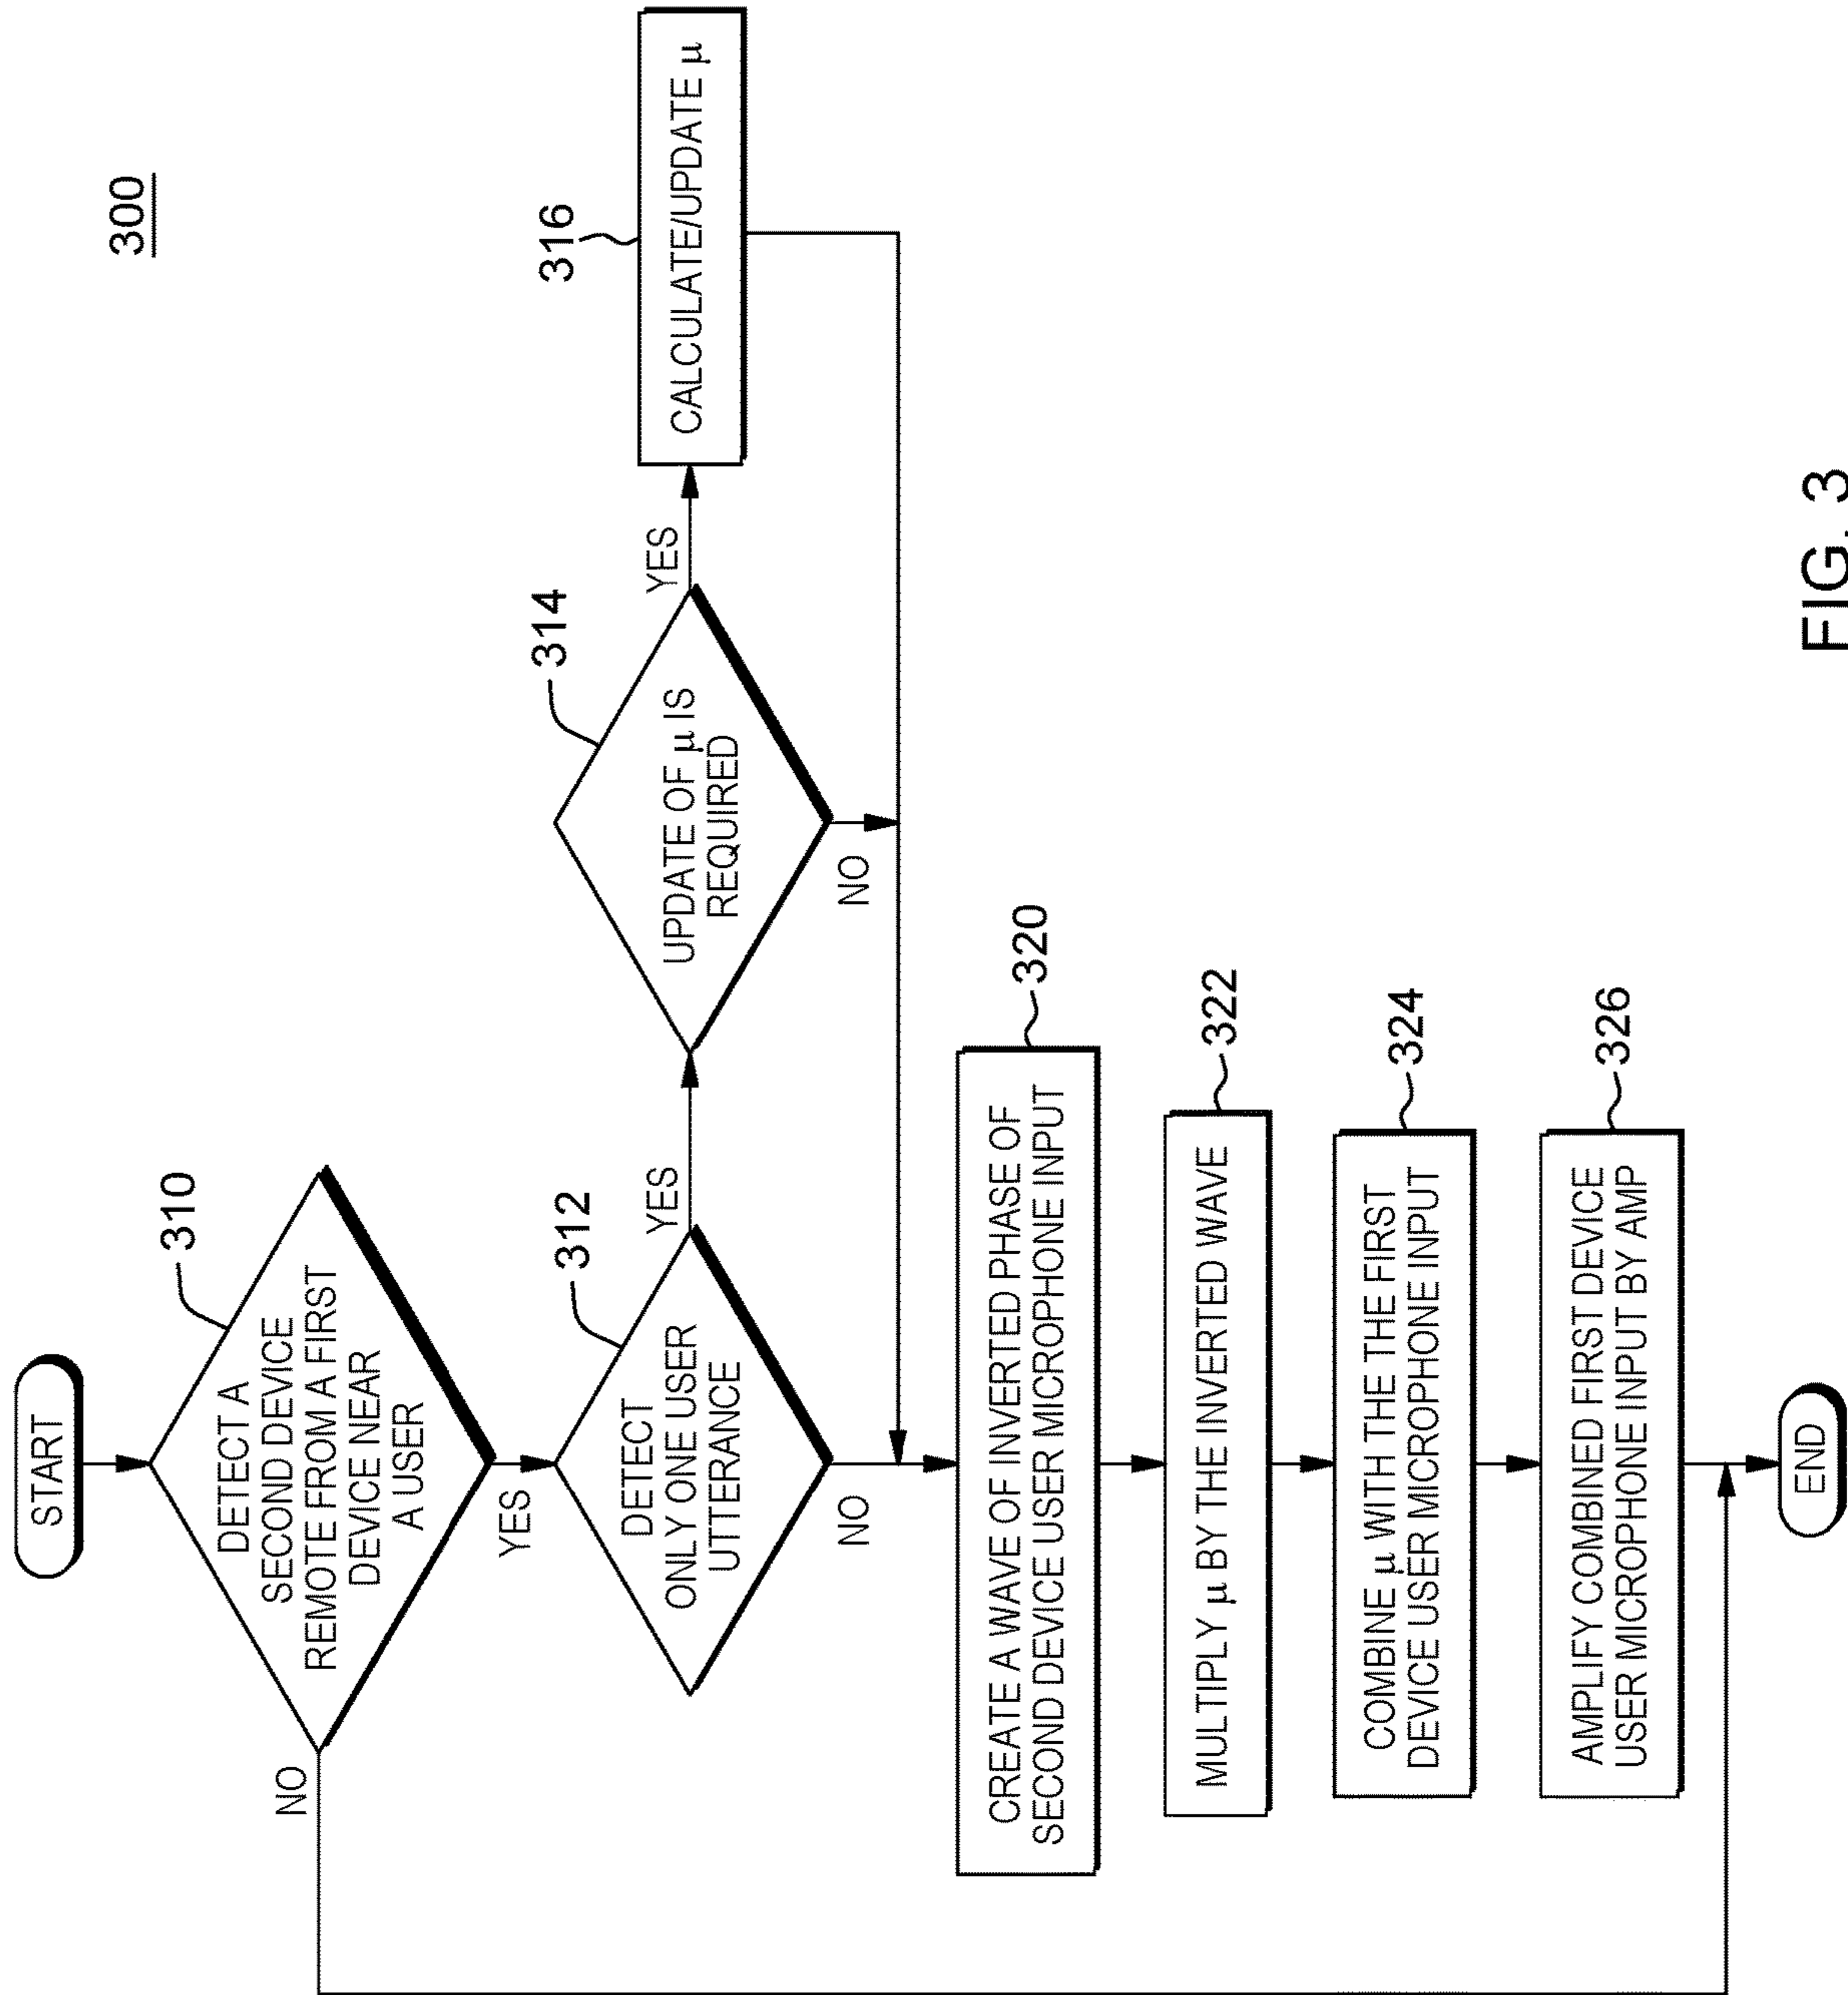 300
START
DETECT A
SECOND DEVICE
REMOTE FROM A FIRST
DEVICE NEAR
A USER
310
NO
YES
DETECT
ONLY ONE USER
UTTERANCE
312
YES
NO
UPDATE OF µ IS
REQUIRED
314
YES
NO
CALCULATE/UPDATE µ
316
CREATE A WAVE OF INVERTED PHASE OF
SECOND DEVICE USER MICROPHONE INPUT
320
MULTIPLY µ BY THE INVERTED WAVE
322
COMBINE µ WITH THE THE FIRST
DEVICE USER MICROPHONE INPUT
324
AMPLIFY COMBINED FIRST DEVICE
USER MICROPHONE INPUT BY AMP
326
END
FIG. 3